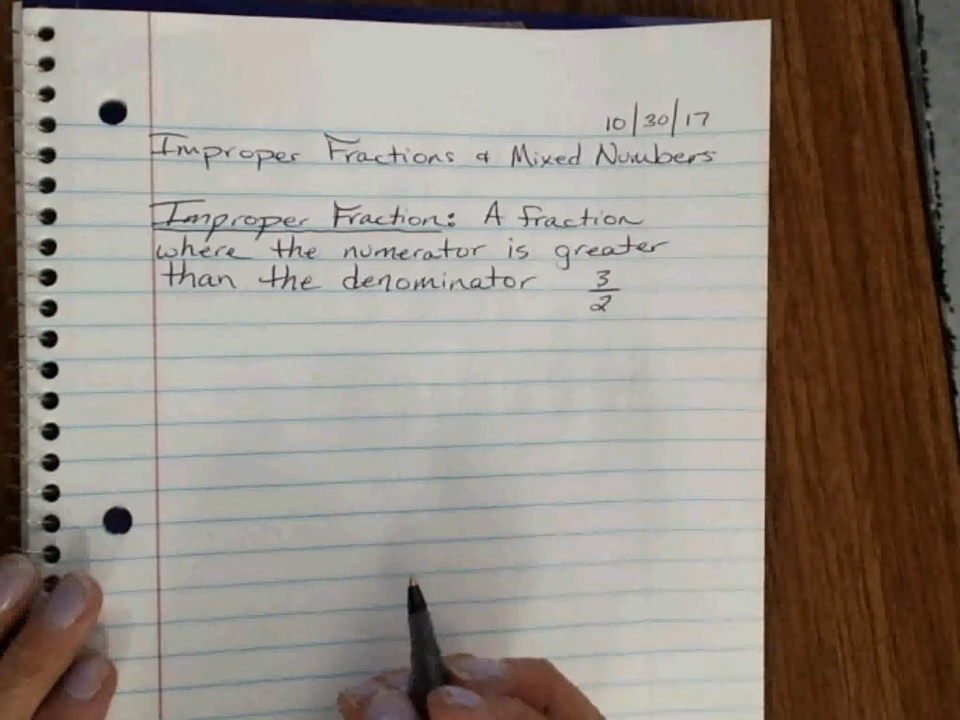 10/30/17
Improper Fractions & Mixed Numbers
Improper Fraction: A fraction
where the numerator is greater
than the denominator 3/2